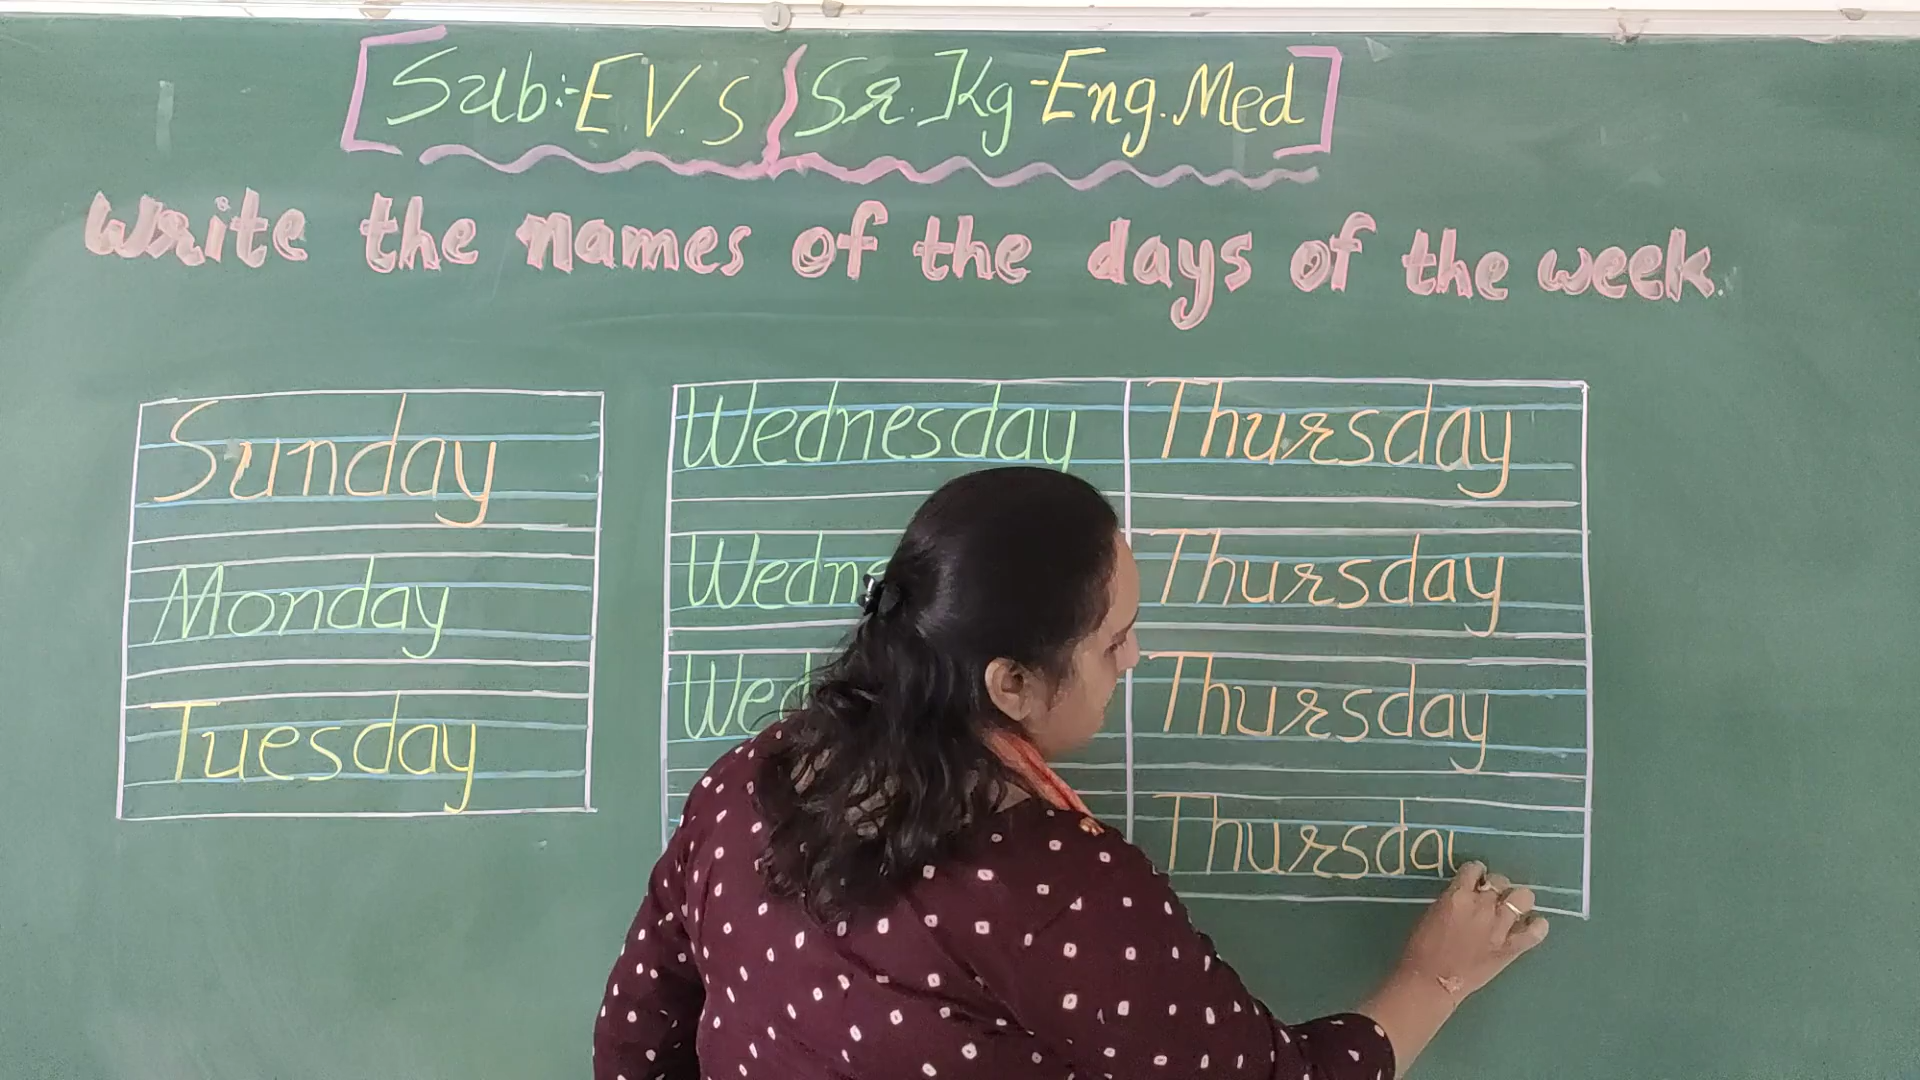 Sub:- E.V.S Sr. Kg - Eng. Med
Write the names of the days of the week.
Sunday
Monday
Tuesday
Wednesday Thursday
Thursday
Thursday